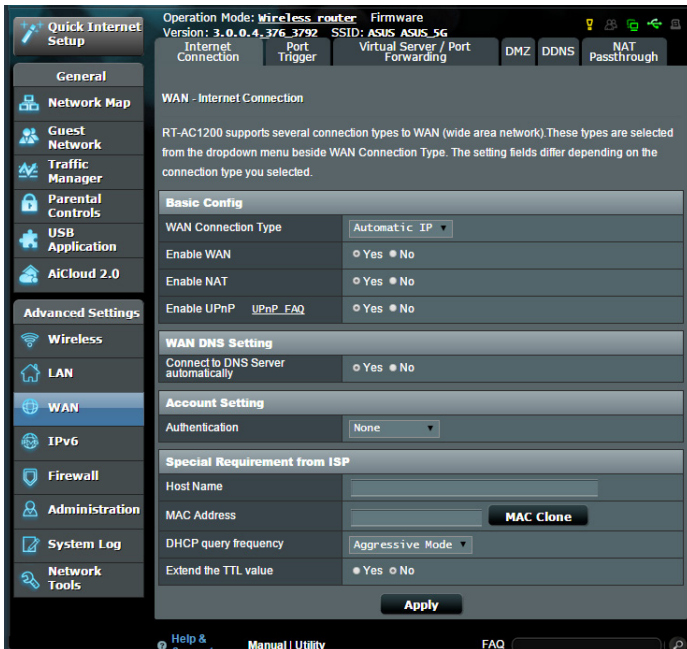 Quick Internet Setup
Operation Mode: Wireless router Firmware
Version: 3.0.0.4.376_3792 SSID: ASUS ASUS_5G
Internet Connection
Port Trigger
Virtual Server / Port Forwarding
DMZ
DDNS
NAT Passthrough
General
Network Map
Guest Network
Traffic Manager
Parental Controls
USB Application
AiCloud 2.0
Advanced Settings
Wireless
LAN
WAN
IPv6
Firewall
Administration
System Log
Network Tools
WAN - Internet Connection
RT-AC1200 supports several connection types to WAN (wide area network).These types are selected
from the dropdown menu beside WAN Connection Type. The setting fields differ depending on the
connection type you selected.
Basic Config
WAN Connection Type Automatic IP
Enable WAN Yes No
Enable NAT Yes No
Enable UPnP UPnP FAQ Yes No
WAN DNS Setting
Connect to DNS Server automatically Yes No
Account Setting
Authentication None
Special Requirement from ISP
Host Name
MAC Address MAC Clone
DHCP query frequency Aggressive Mode
Extend the TTL value Yes No
Apply
Help &
Manual | Utility
FAQ